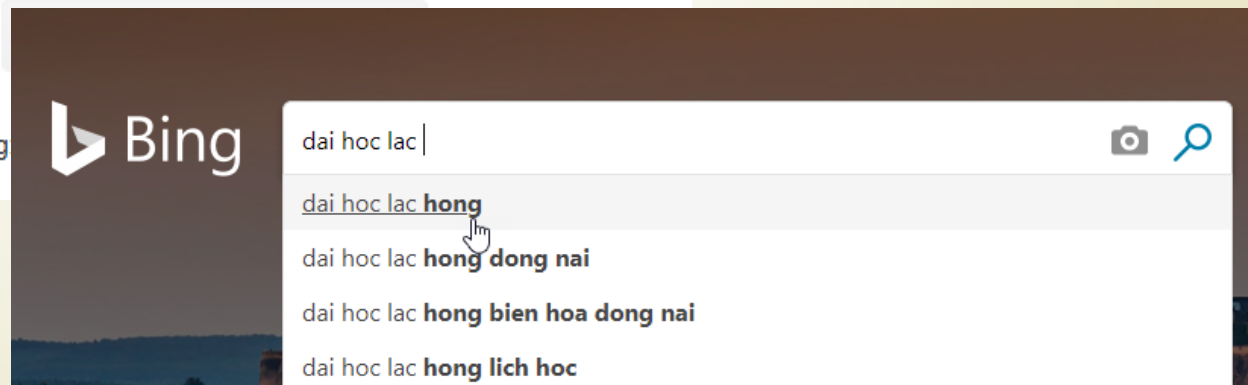 Bing
dai hoc lac
dai hoc lac hong
dai hoc lac hong dong nai
dai hoc lac hong bien hoa dong nai
dai hoc lac hong lich hoc